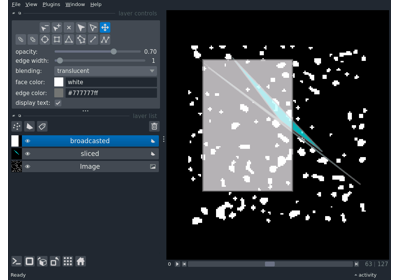 File View Plugins Window Help
layer controls
opacity: 0.70
edge width: 1
blending: translucent
face color: white
edge color: #777777ff
display text:
layer list
broadcasted
sliced
Image
63 127
Ready
activity